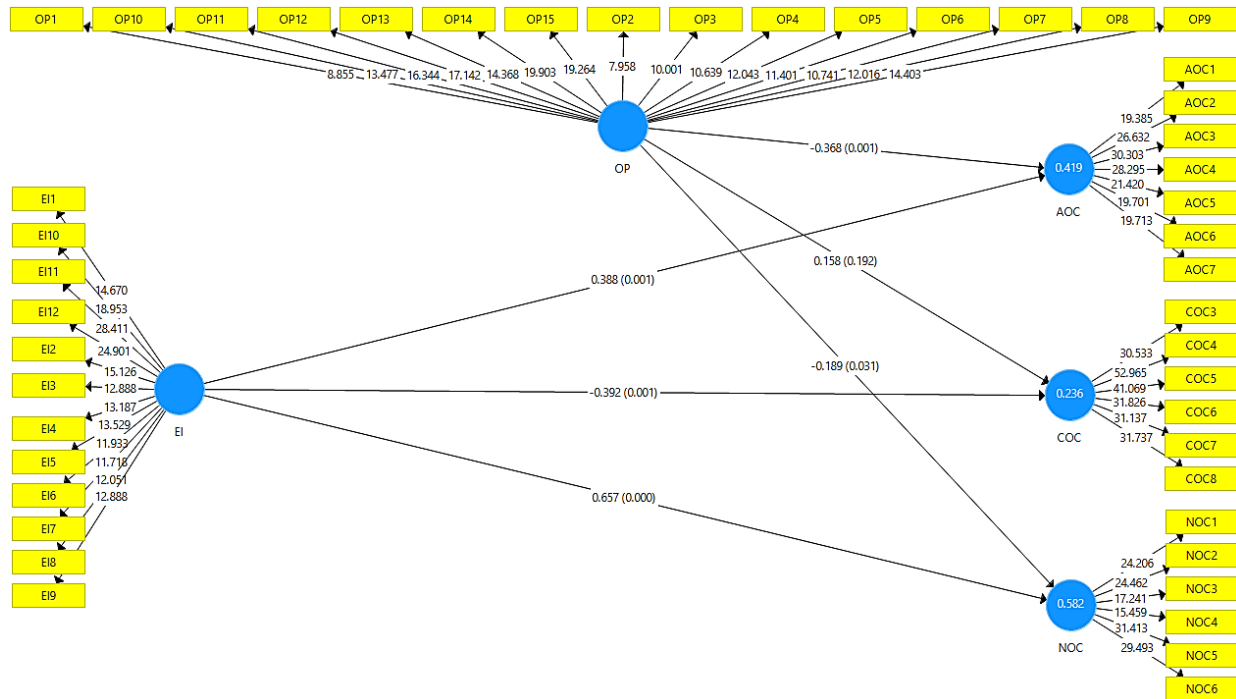 OP1 OP10 OP11 OP12 OP13 OP14 OP15 OP2 OP3 OP4 OP5 OP6 OP7 OP8 OP9
8.855 13.477 16.344 17.142 14.368 19.903 19.264 7.958 10.001 10.639 12.043 11.401 10.741 12.016 14.403
OP
-0.368 (0.001)
0.388 (0.001)
0.158 (0.192)
-0.189 (0.031)
-0.392 (0.001)
0.657 (0.000)
EI1
EI10
EI11
EI12
EI2
EI3
EI4
EI5
EI6
EI7
EI8
EI9
14.670
18.953
28.411
24.901
15.126
12.888
13.187
13.529
11.933
11.718
12.051
12.888
EI
0.419
AOC
19.385
26.632
30.303
28.295
21.420
19.701
19.713
AOC1
AOC2
AOC3
AOC4
AOC5
AOC6
AOC7
0.236
COC
30.533
52.965
41.069
31.826
31.137
31.737
COC3
COC4
COC5
COC6
COC7
COC8
0.582
NOC
24.206
24.462
17.241
15.459
31.413
29.493
NOC1
NOC2
NOC3
NOC4
NOC5
NOC6